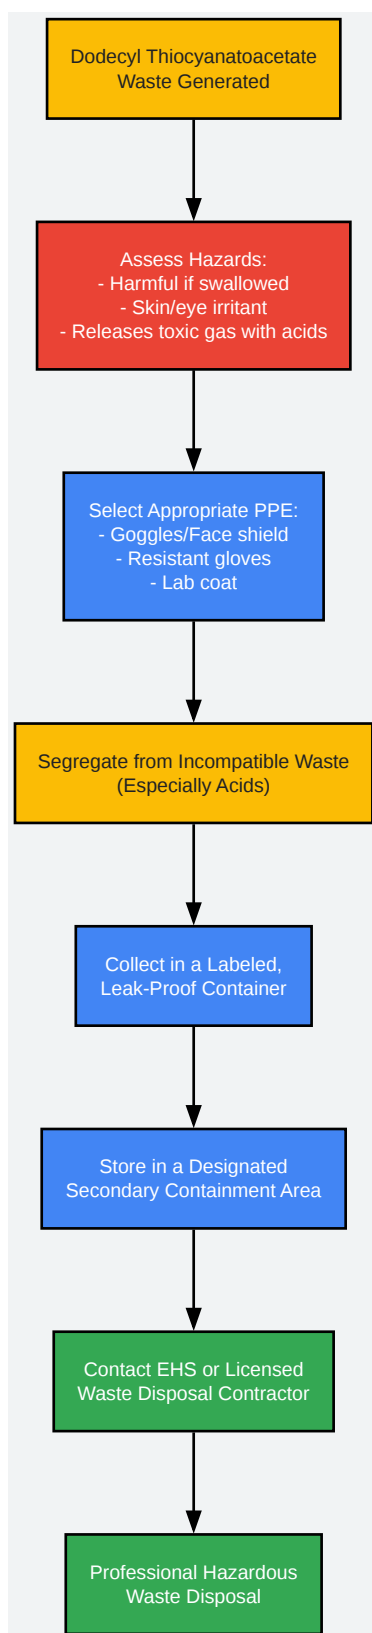 Dodecyl Thiocyanatoacetate
Waste Generated
Assess Hazards:
- Harmful if swallowed
- Skin/eye irritant
- Releases toxic gas with acids
Select Appropriate PPE:
- Goggles/Face shield
- Resistant gloves
- Lab coat
Segregate from Incompatible Waste
(Especially Acids)
Collect in a Labeled,
Leak-Proof Container
Store in a Designated
Secondary Containment Area
Contact EHS or Licensed
Waste Disposal Contractor
Professional Hazardous
Waste Disposal